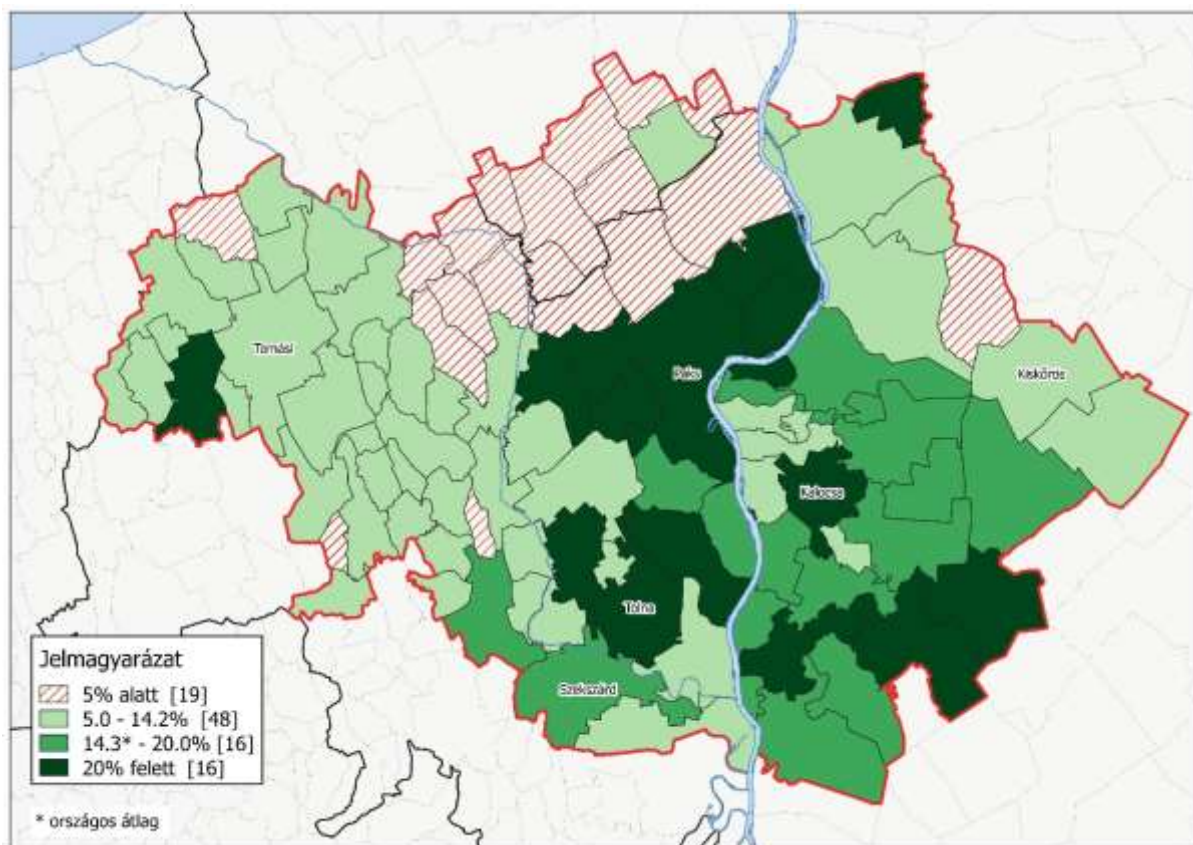 Tamási
Paks
Kiskőrös
Kalocsa
Tolna
Szekszárd
Jelmagyarázat
5% alatt [19]
5.0 - 14.2% [48]
14.3* - 20.0% [16]
20% felett [16]
* országos átlag